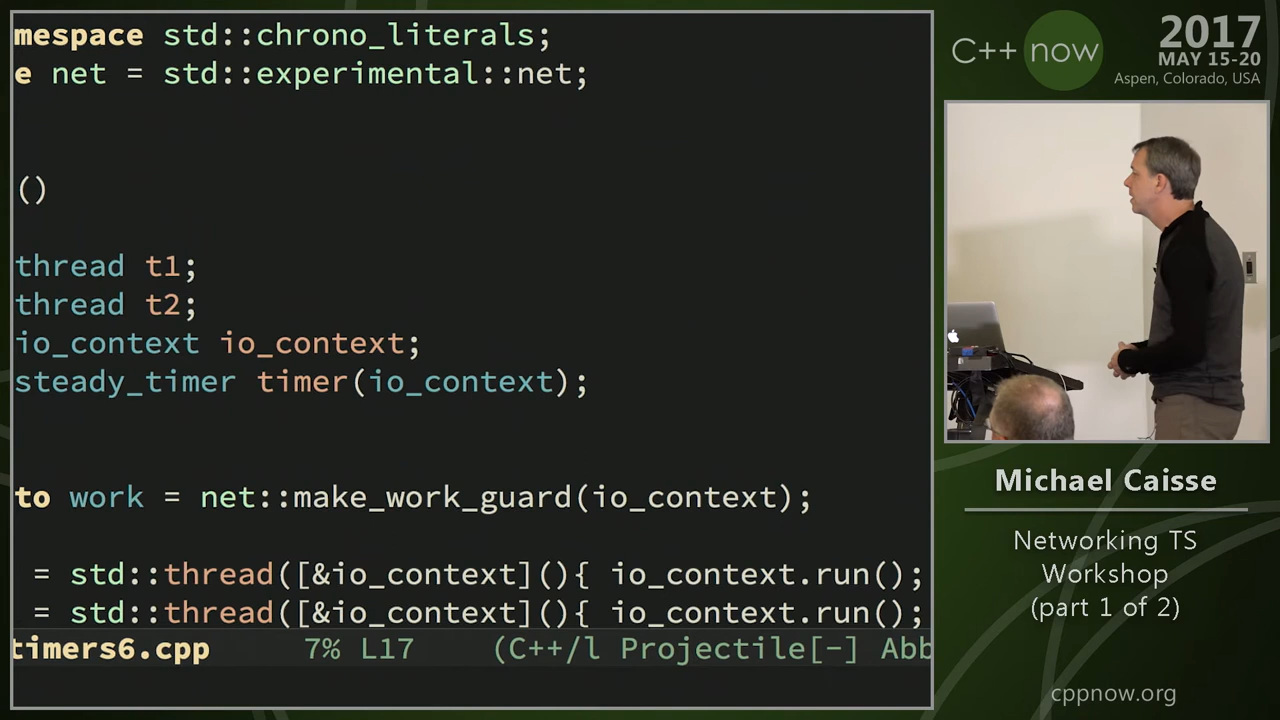 mespace std::chrono_literals;
e net = std::experimental::net;
()
thread t1;
thread t2;
io_context io_context;
steady_timer timer(io_context);
to work = net::make_work_guard(io_context);
= std::thread([&io_context](){ io_context.run();
= std::thread([&io_context](){ io_context.run();
timers6.cpp 7% L17 (C++/l Projectile[-] Abb
C++ now
2017
MAY 15-20
Aspen, Colorado, USA
Michael Caisse
Networking TS
Workshop
(part 1 of 2)
cppnow.org